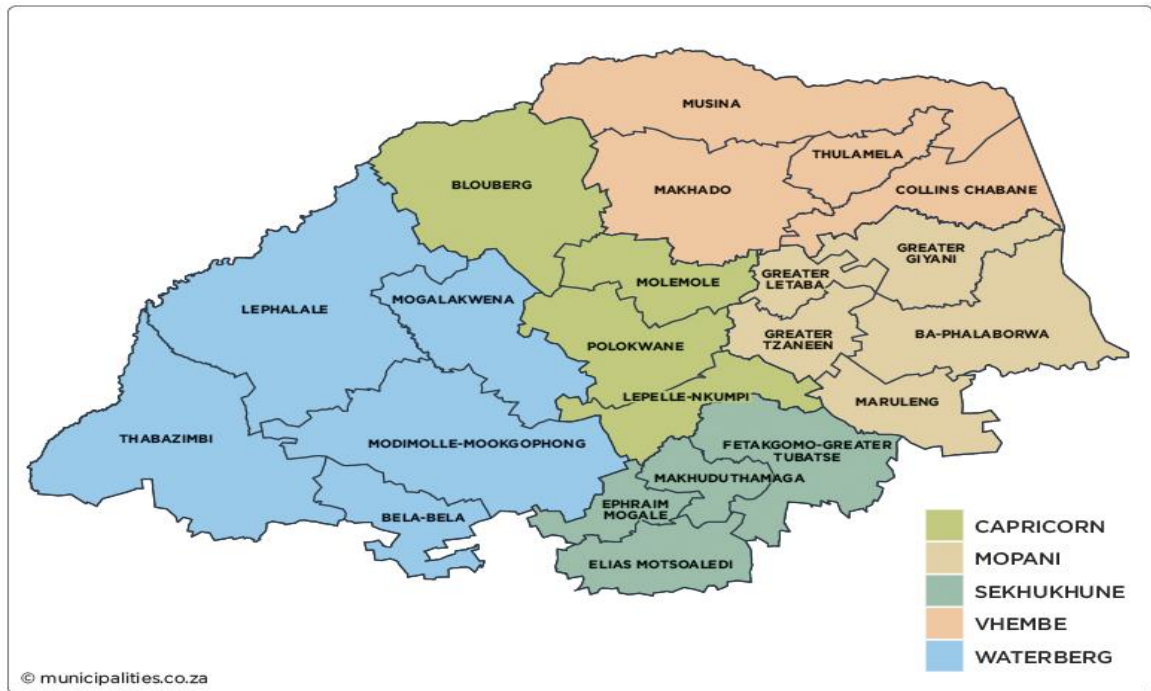 MUSINA
THULAMELA
BLOUBERG
MAKHADO
COLLINS CHABANE
GREATER
GIYANI
MOLEMOLE
GREATER
LETABA
LEPHALALE
MOGALAKWENA
POLOKWANE
GREATER
TZANEEN
BA-PHALABORWA
LEPELLE-NKUMPI
MARULENG
THABAZIMBI
MODIMOLLE-MOOKGOPHONG
FETAKGOMO-GREATER
TUBATSE
MAKHUDUTHAMAGA
EPHRAIM
MOGALE
BELA-BELA
ELIAS MOTSOALEDI
CAPRICORN
MOPANI
SEKHUKHUNE
VHEMBE
WATERBERG
© municipalities.co.za